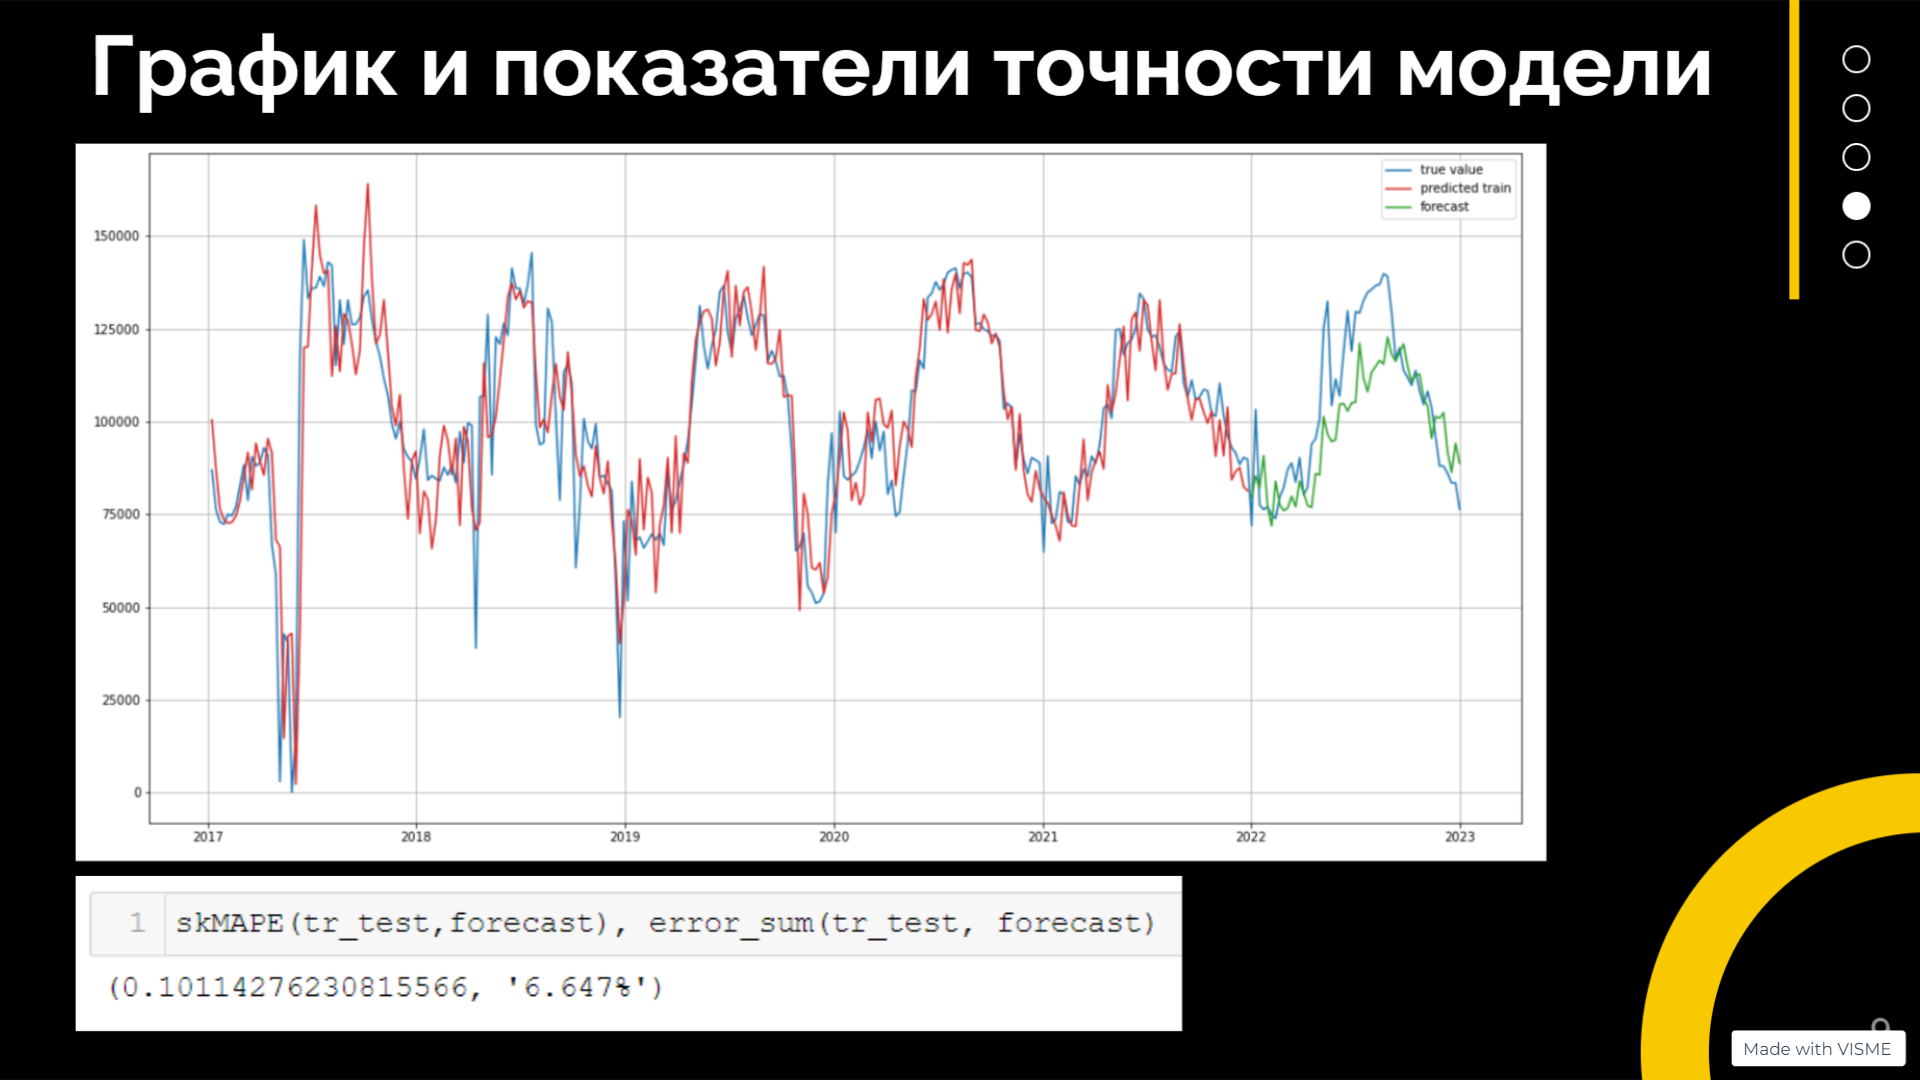 График и показатели точности модели
true value
predicted train
forecast
150000
125000
100000
75000
50000
25000
0
2017 2018 2019 2020 2021 2022 2023
1 skMAPE(tr_test,forecast), error_sum(tr_test, forecast)
(0.10114276230815566, '6.647%')
Made with VISME